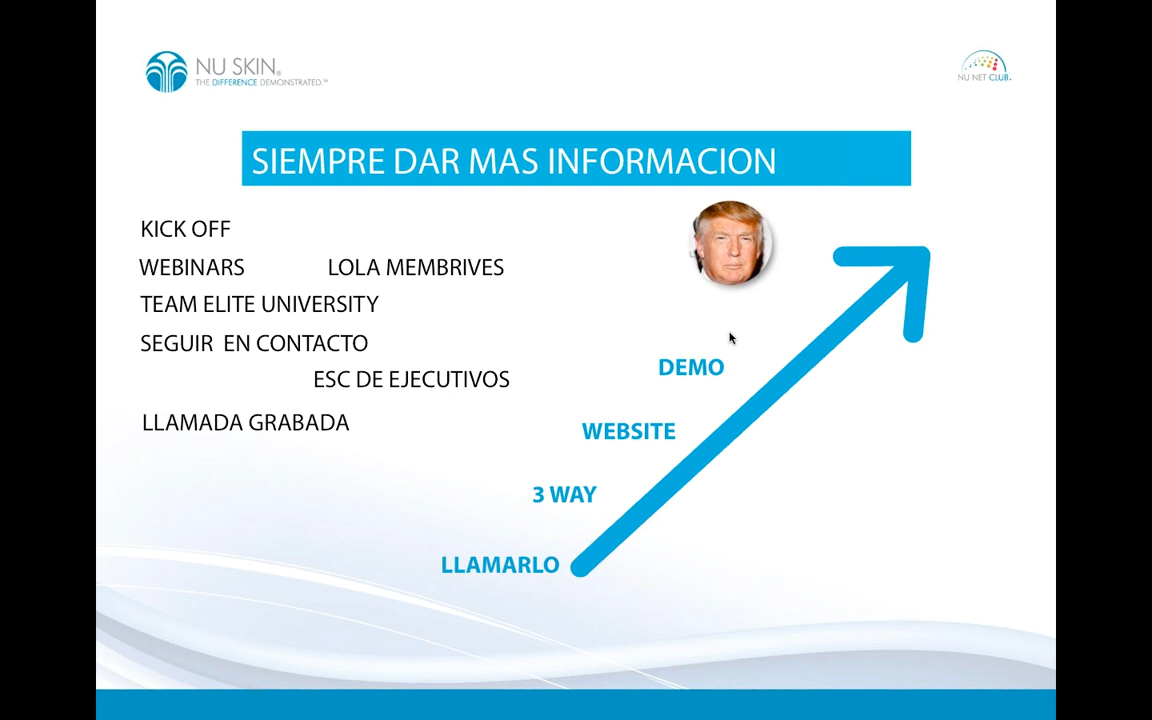 NU SKIN®
THE DIFFERENCE DEMONSTRATED.™
NU NET CLUB.
SIEMPRE DAR MAS INFORMACION
KICK OFF
WEBINARS
LOLA MEMBRIVES
TEAM ELITE UNIVERSITY
SEGUIR EN CONTACTO
ESC DE EJECUTIVOS
LLAMADA GRABADA
DEMO
WEBSITE
3 WAY
LLAMARLO